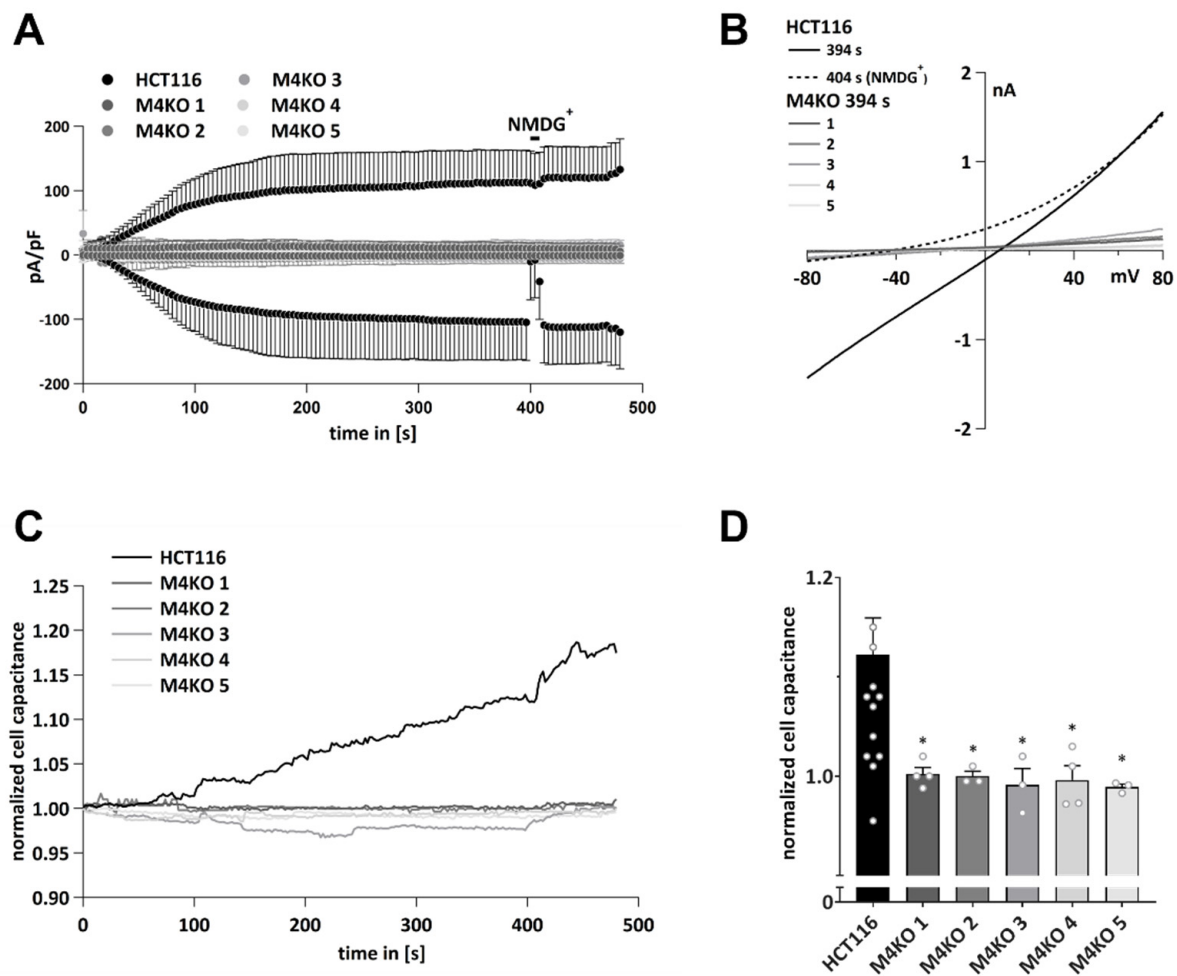 A
HCT116
M4KO 1
M4KO 2
M4KO 3
M4KO 4
M4KO 5
NMDG+
200
100
0
-100
-200
pA/pF
0 100 200 300 400 500
time in [s]
B
HCT116
394 s
404 s (NMDG+)
M4KO 394 s
1
2
3
4
5
2
nA
1
-80 -40 40 mV 80
-1
-2
C
HCT116
M4KO 1
M4KO 2
M4KO 3
M4KO 4
M4KO 5
1.25
1.20
1.15
1.10
1.05
1.00
0.95
0.90
normalized cell capacitance
0 100 200 300 400 500
time in [s]
D
1.2
1.0
0
normalized cell capacitance
* * * * *
HCT116
M4KO 1
M4KO 2
M4KO 3
M4KO 4
M4KO 5